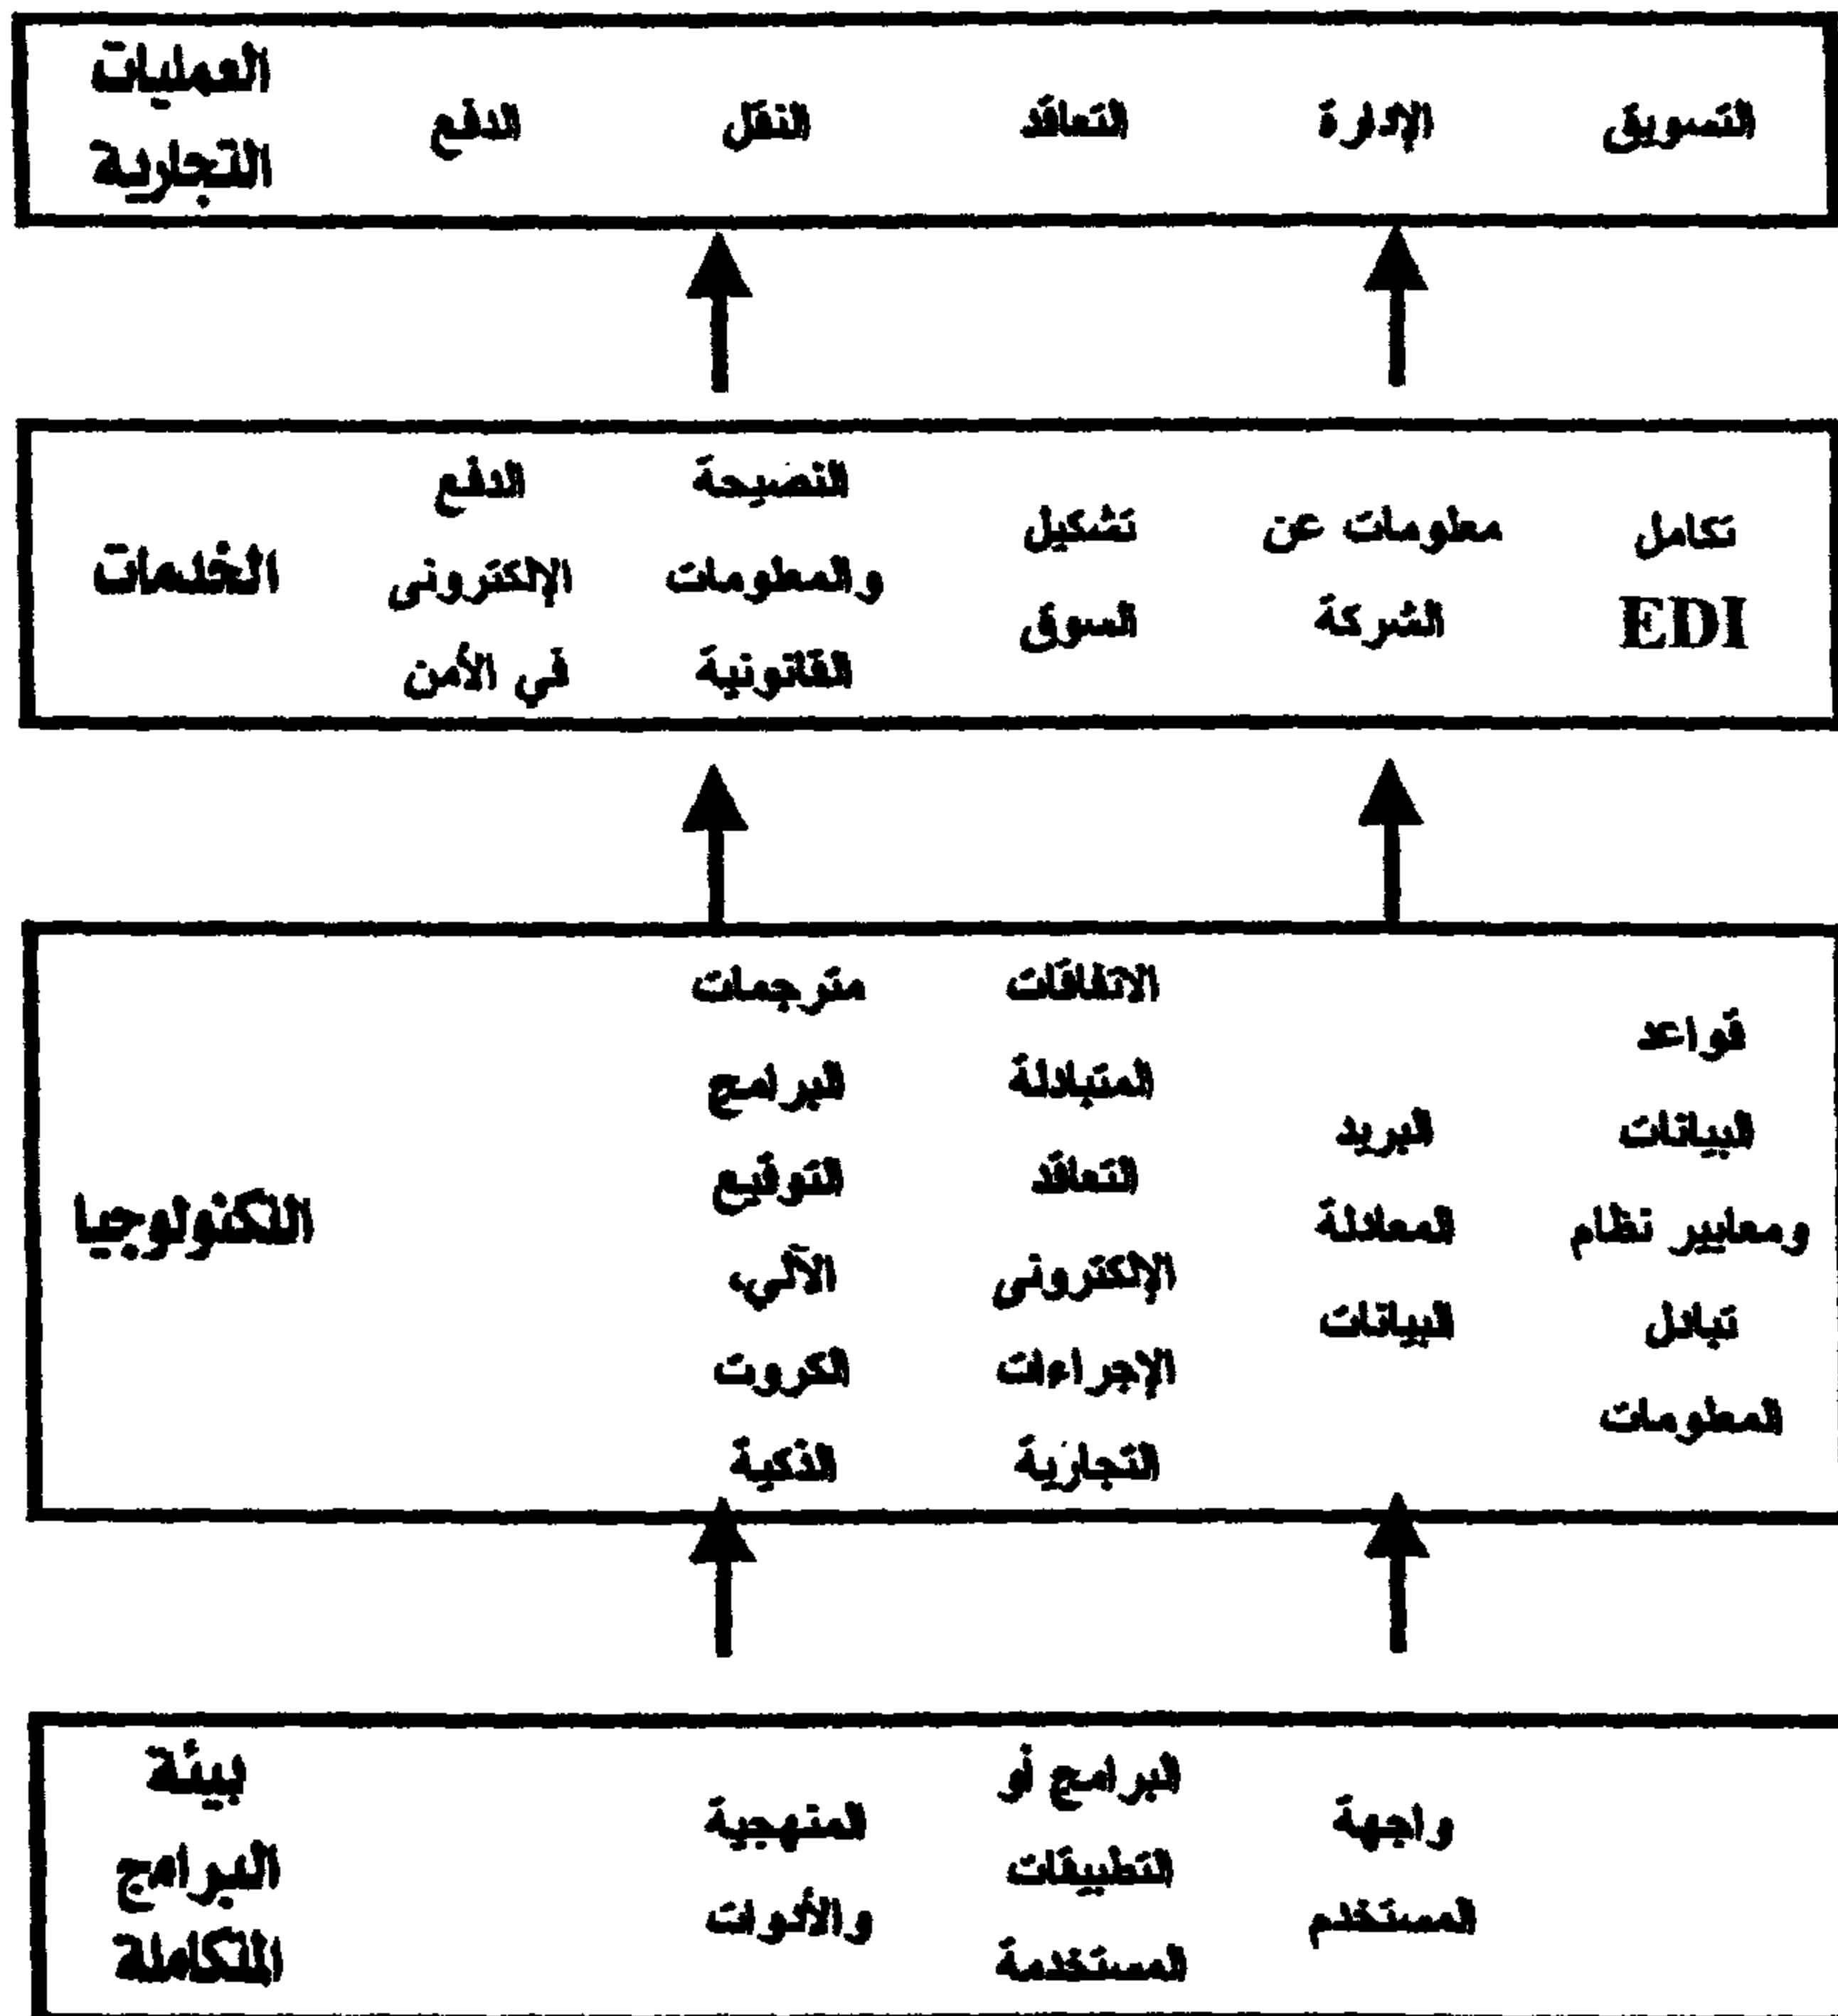 العمليات
التجارية
التسويق
الإدارة
التعاقد
النقل
الدفع
الخدمات
تكامل
EDI
معلومات عن
الشركة
تشكيل
السوق
النصيحة
والمعلومات
القانونية
الدفع
الإلكترونى
في الأمن
التكنولوجيا
قواعد
البيانات
ومعايير نظام
تبادل
المعلومات
البريد
المعادلة
البيانات
الاتفاقات
المتبادلة
التعاقد
الإلكترونى
الإجراءات
التجارية
مترجمات
البرامج
التوقيع
الآلي،
الكروت
الذكية
بيئة
البرامج
المتكاملة
واجهة
المستخدم
البرامج أو
التطبيقات
المستخدمة
المنهجية
والأدوات